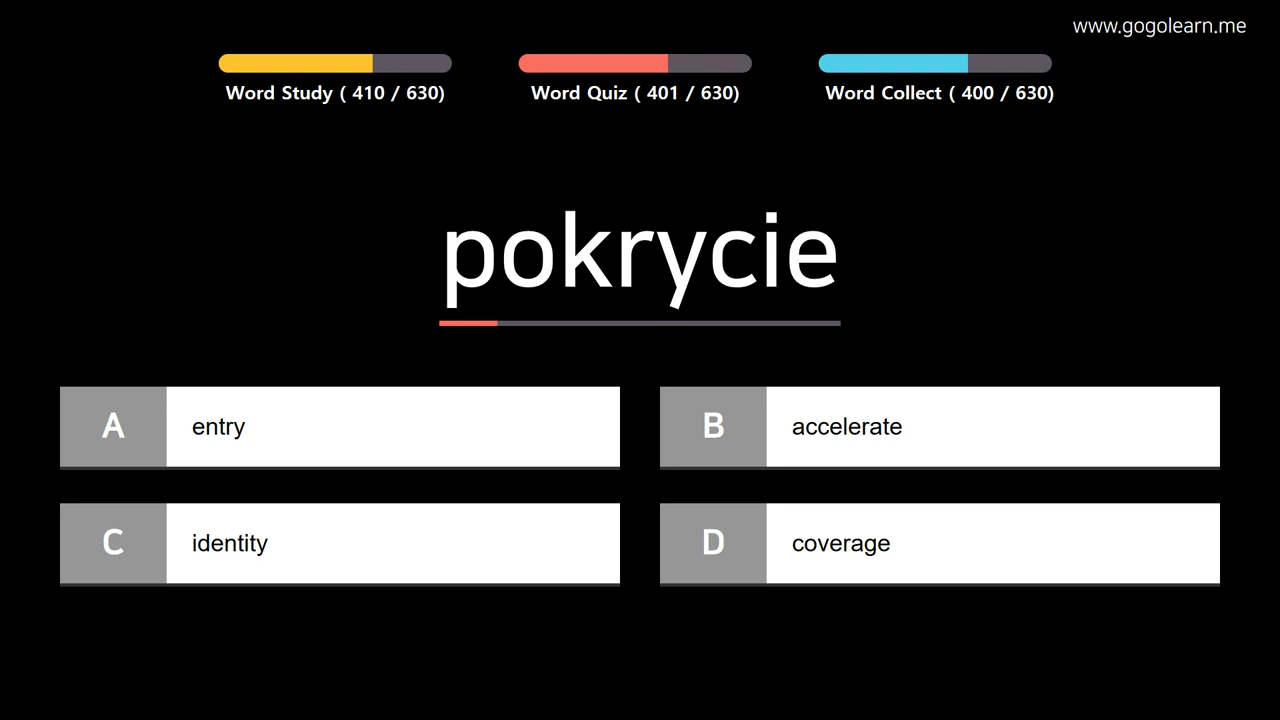 www.gogolearn.me
Word Study ( 410 / 630)
Word Quiz ( 401 / 630)
Word Collect ( 400 / 630)
pokrycie
A
entry
B
accelerate
C
identity
D
coverage